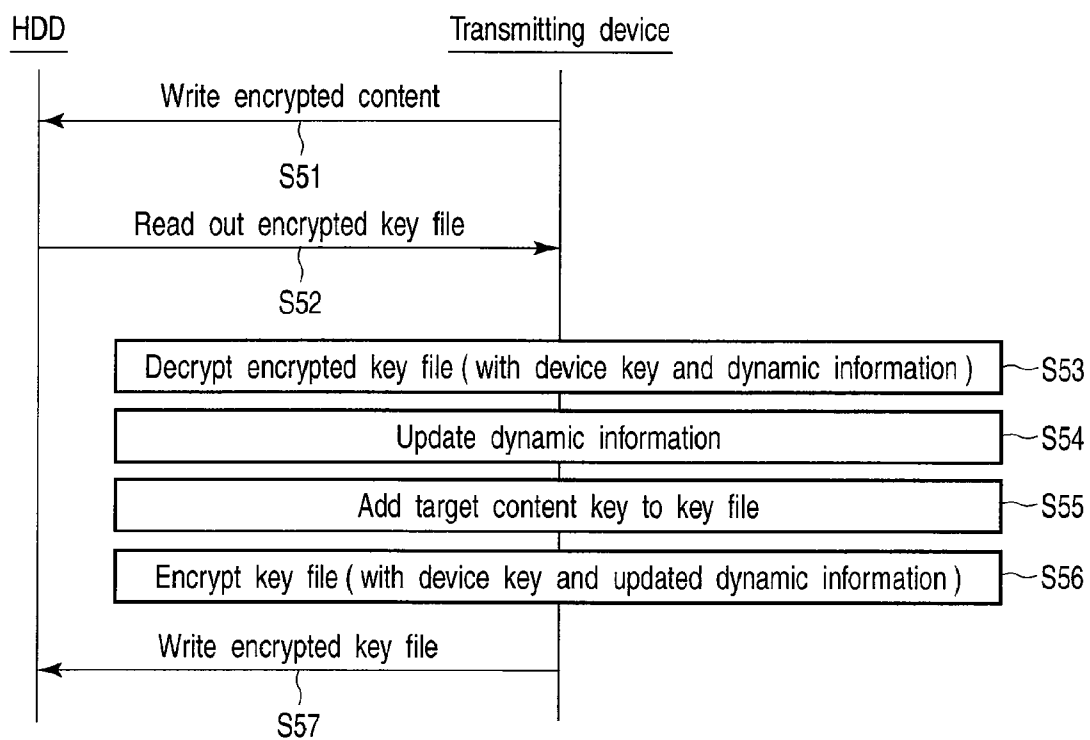 HDD
Transmitting device
Write encrypted content
S51
Read out encrypted key file
S52
Decrypt encrypted key file (with device key and dynamic information)
S53
Update dynamic information
S54
Add target content key to key file
S55
Encrypt key file (with device key and updated dynamic information)
S56
Write encrypted key file
S57